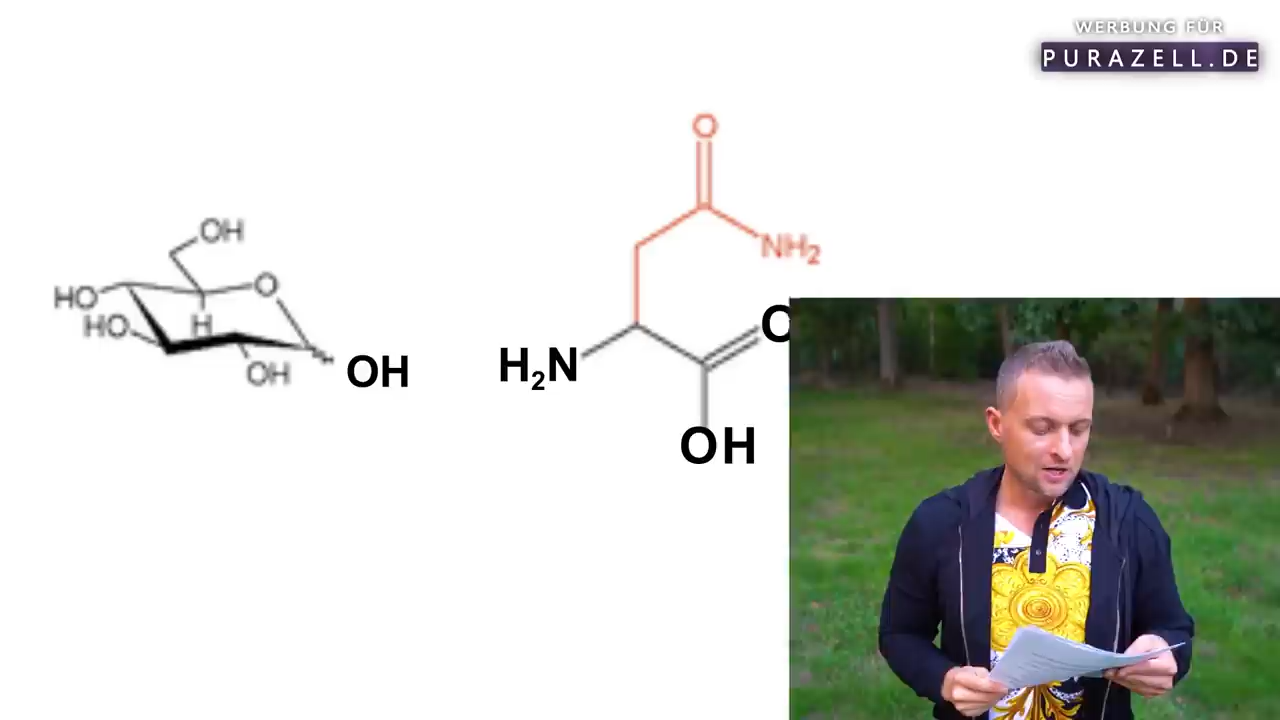 WERBUNG FÜR
PURAZELL.DE
O
OH
NH₂
HO
O
HO
H
OH
OH
O
H₂N
OH